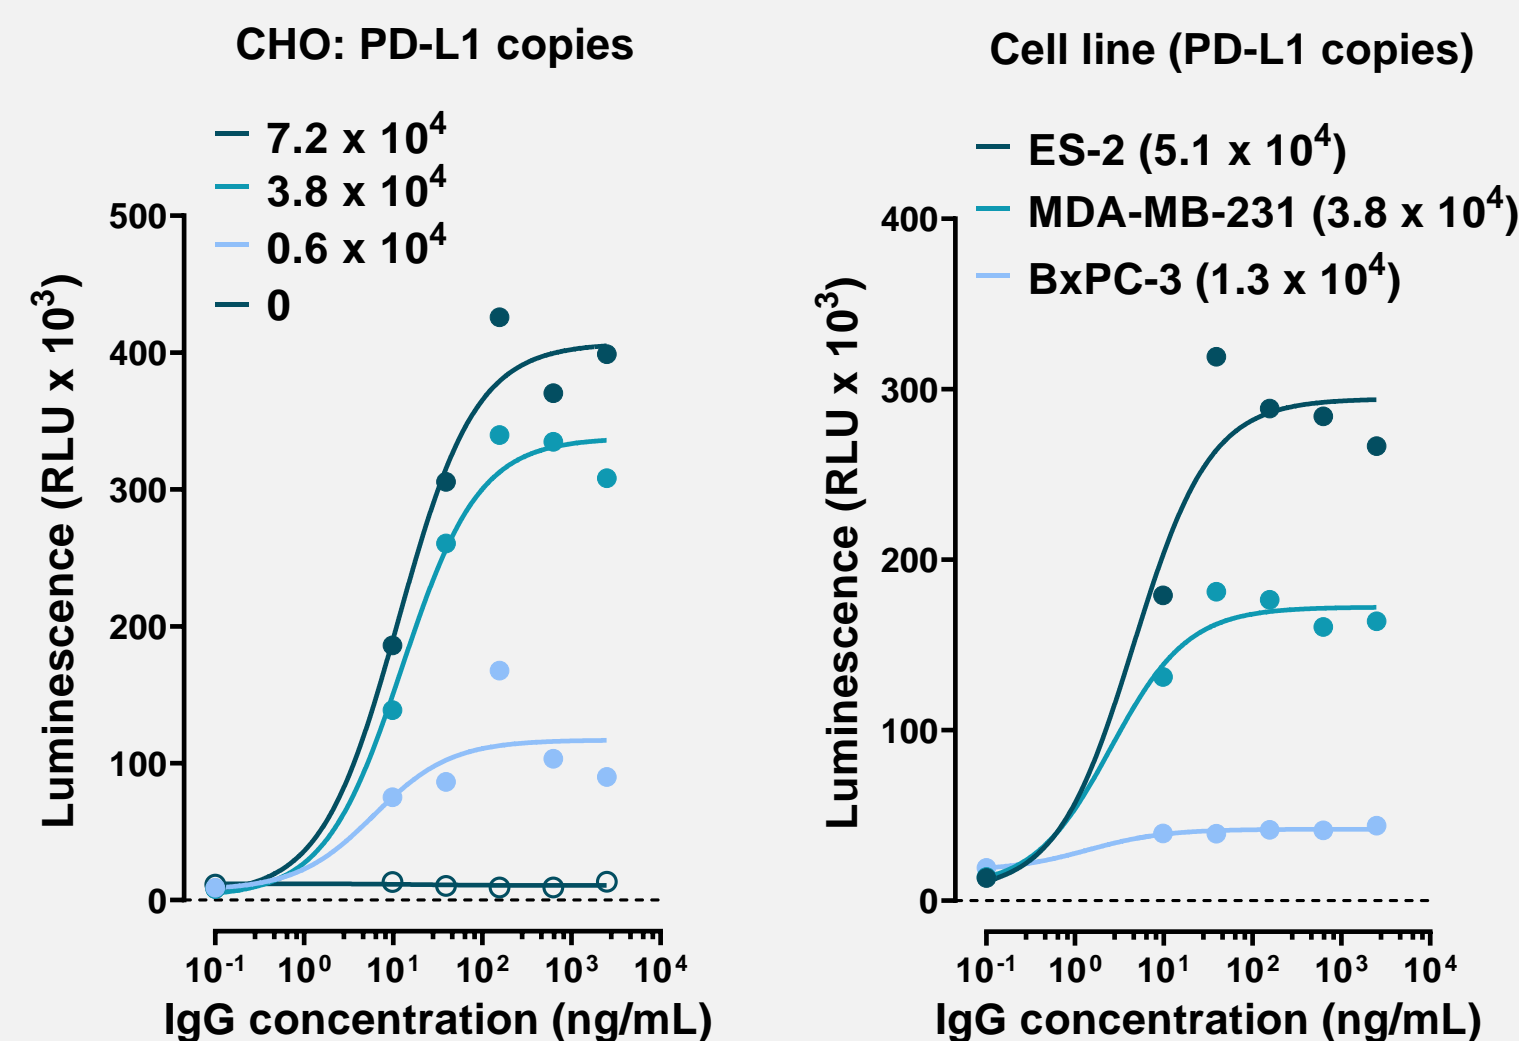 CHO: PD-L1 copies
7.2 x 10⁴
3.8 x 10⁴
0.6 x 10⁴
0
Luminescence (RLU x 10³)
500
400
300
200
100
0
10⁻¹ 10⁰ 10¹ 10² 10³ 10⁴
IgG concentration (ng/mL)
Cell line (PD-L1 copies)
ES-2 (5.1 x 10⁴)
MDA-MB-231 (3.8 x 10⁴)
BxPC-3 (1.3 x 10⁴)
Luminescence (RLU x 10³)
400
300
200
100
0
10⁻¹ 10⁰ 10¹ 10² 10³ 10⁴
IgG concentration (ng/mL)